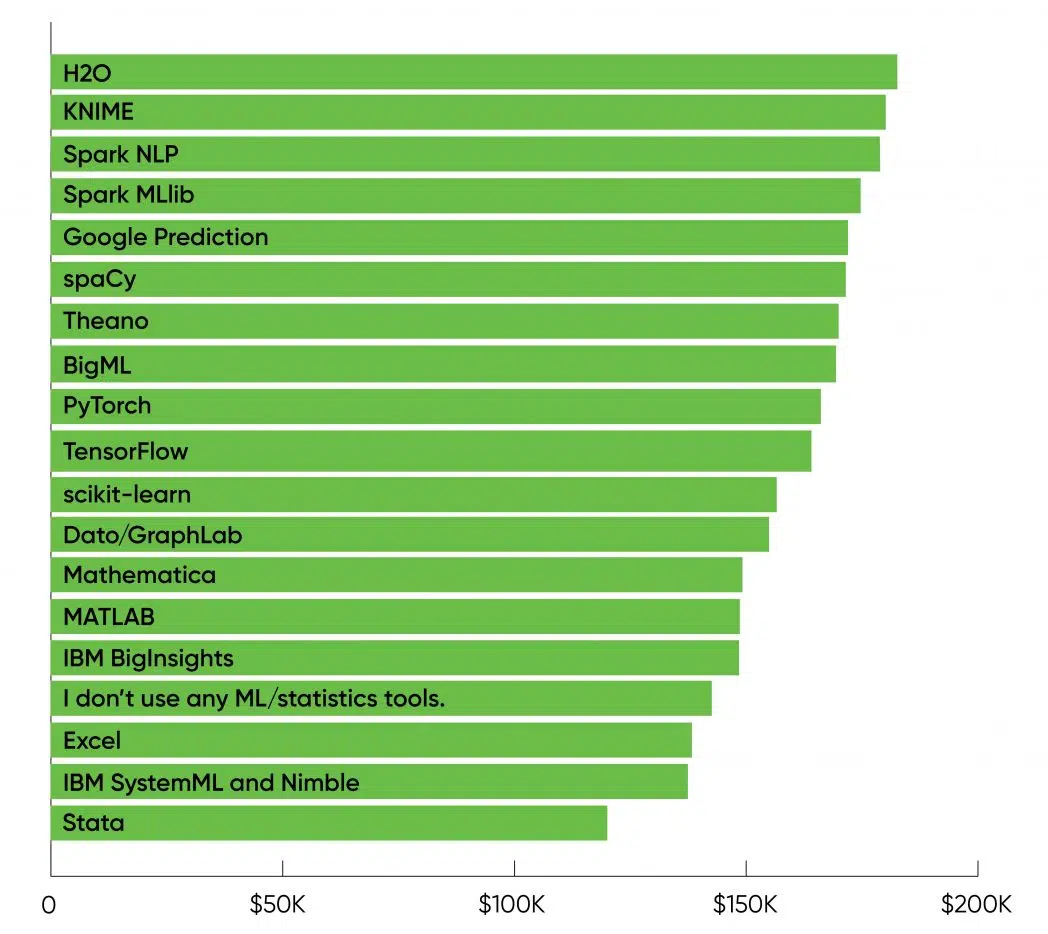 H2O
KNIME
Spark NLP
Spark MLlib
Google Prediction
spaCy
Theano
BigML
PyTorch
TensorFlow
scikit-learn
Dato/GraphLab
Mathematica
MATLAB
IBM BigInsights
I don’t use any ML/statistics tools.
Excel
IBM SystemML and Nimble
Stata
0 $50K $100K $150K $200K